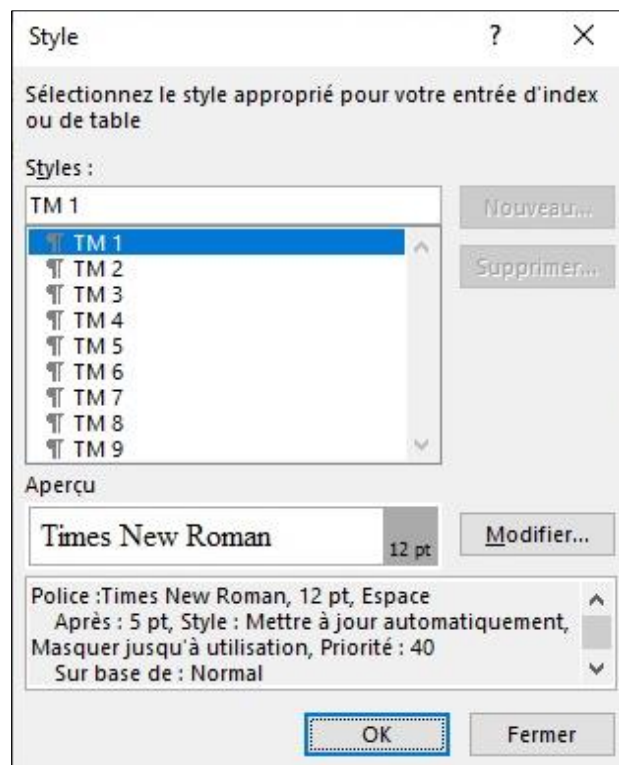 Style
?
Sélectionnez le style approprié pour votre entrée d'index
ou de table
Styles :
TM 1
Nouveau...
¶ TM 1
Supprimer...
¶ TM 2
¶ TM 3
¶ TM 4
¶ TM 5
¶ TM 6
¶ TM 7
¶ TM 8
¶ TM 9
Aperçu
Times New Roman
12 pt
Modifier...
Police :Times New Roman, 12 pt, Espace
Après : 5 pt, Style : Mettre à jour automatiquement,
Masquer jusqu'à utilisation, Priorité : 40
Sur base de : Normal
OK
Fermer